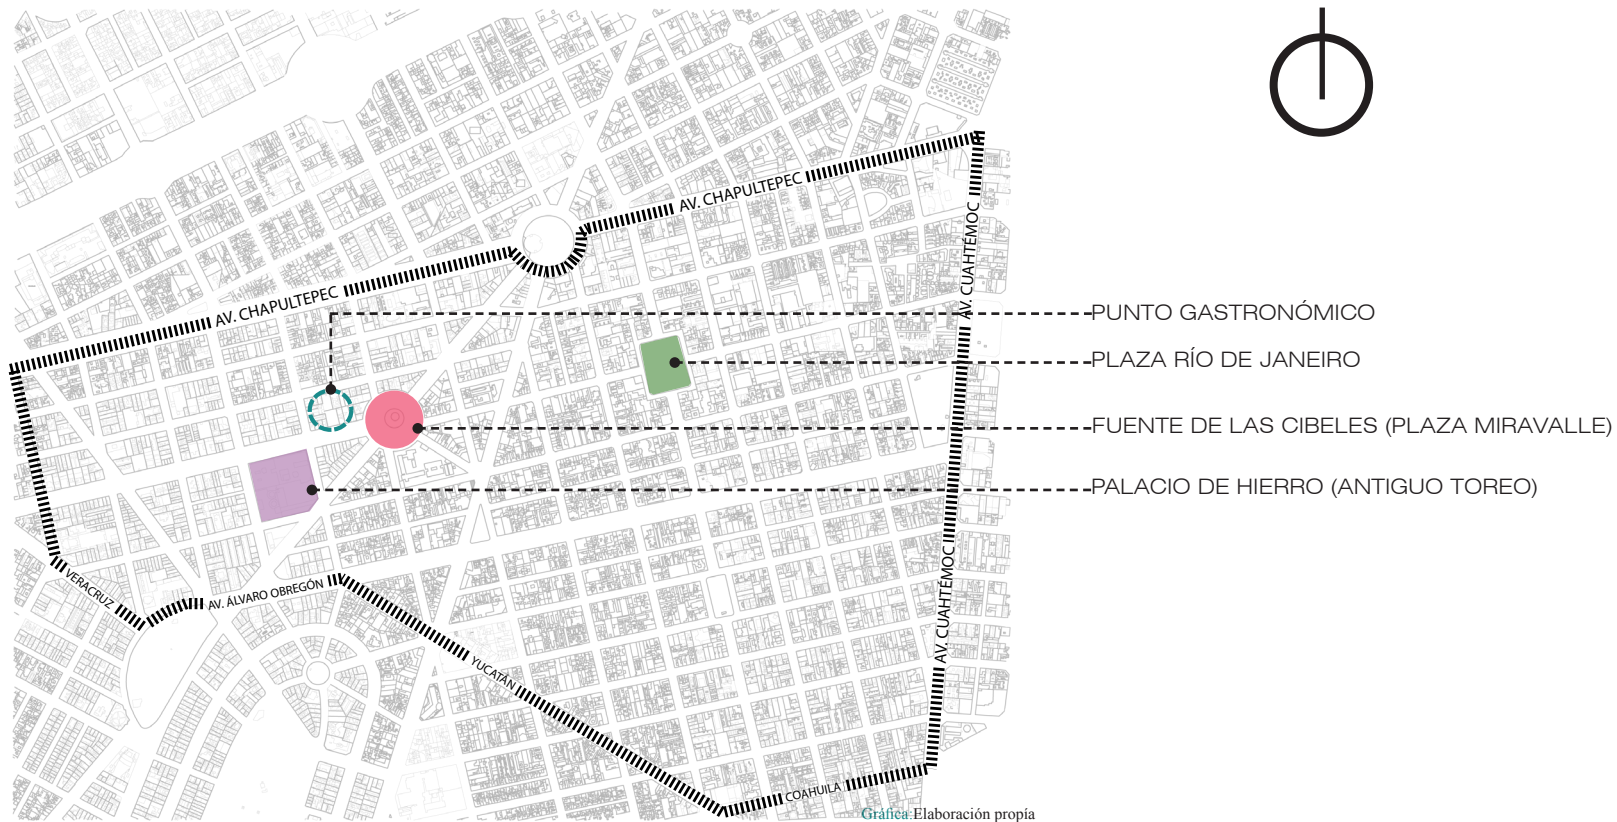 AV. CHAPULTEPEC
AV. CHAPULTEPEC
AV. CUAHTÉMOC
PUNTO GASTRONÓMICO
PLAZA RÍO DE JANEIRO
FUENTE DE LAS CIBELES (PLAZA MIRAVALLE)
PALACIO DE HIERRO (ANTIGUO TOREO)
VERACRUZ
AV. ÁLVARO OBREGÓN
AV. CUAHTÉMOC
YUCATÁN
COAHUILA
Gráfica:Elaboración propía